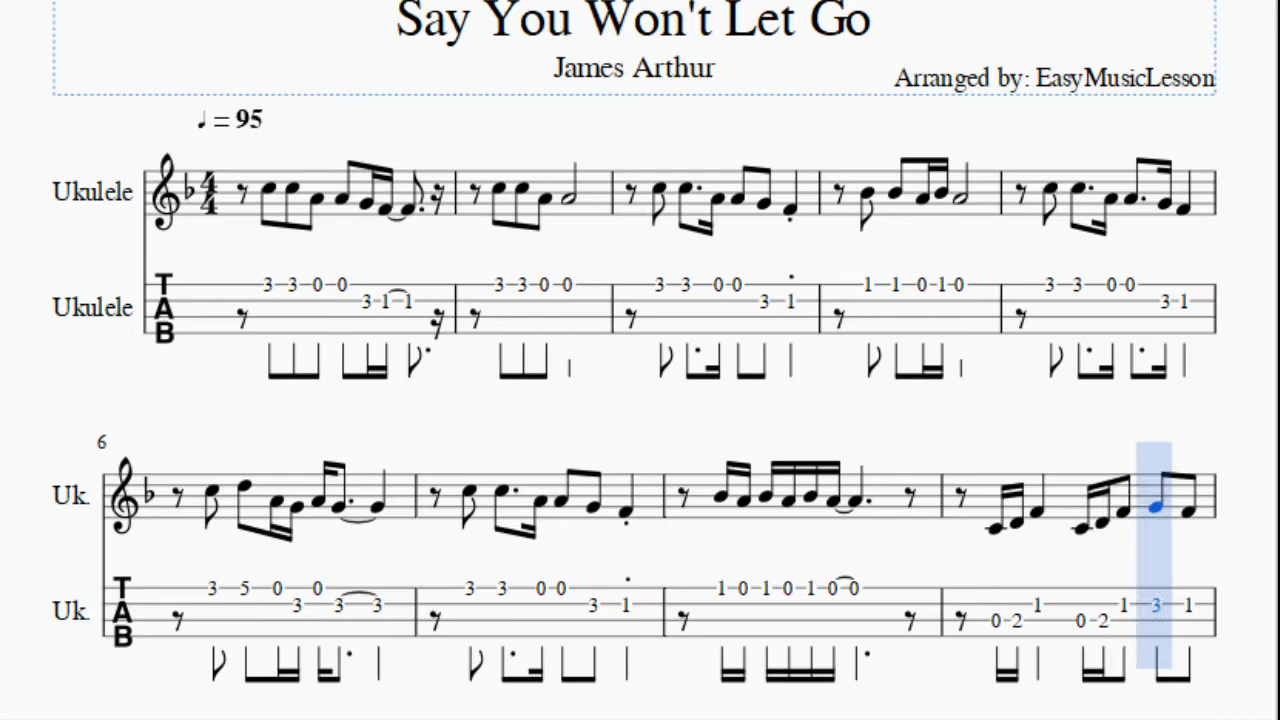 Say You Won't Let Go
James Arthur
Arranged by: EasyMusicLesson
♩ = 95
Ukulele 4 4
Ukulele T A B 3 3 0 0 3 1 1 3 3 0 0 3 3 0 0 3 1 1 1 0 1 0 3 3 0 0 3 1
6
Uk.
Uk. T A B 3 5 0 3 0 3 3 3 3 0 0 3 1 1 0 1 0 1 0 0 0 2 1 0 2 1 3 1